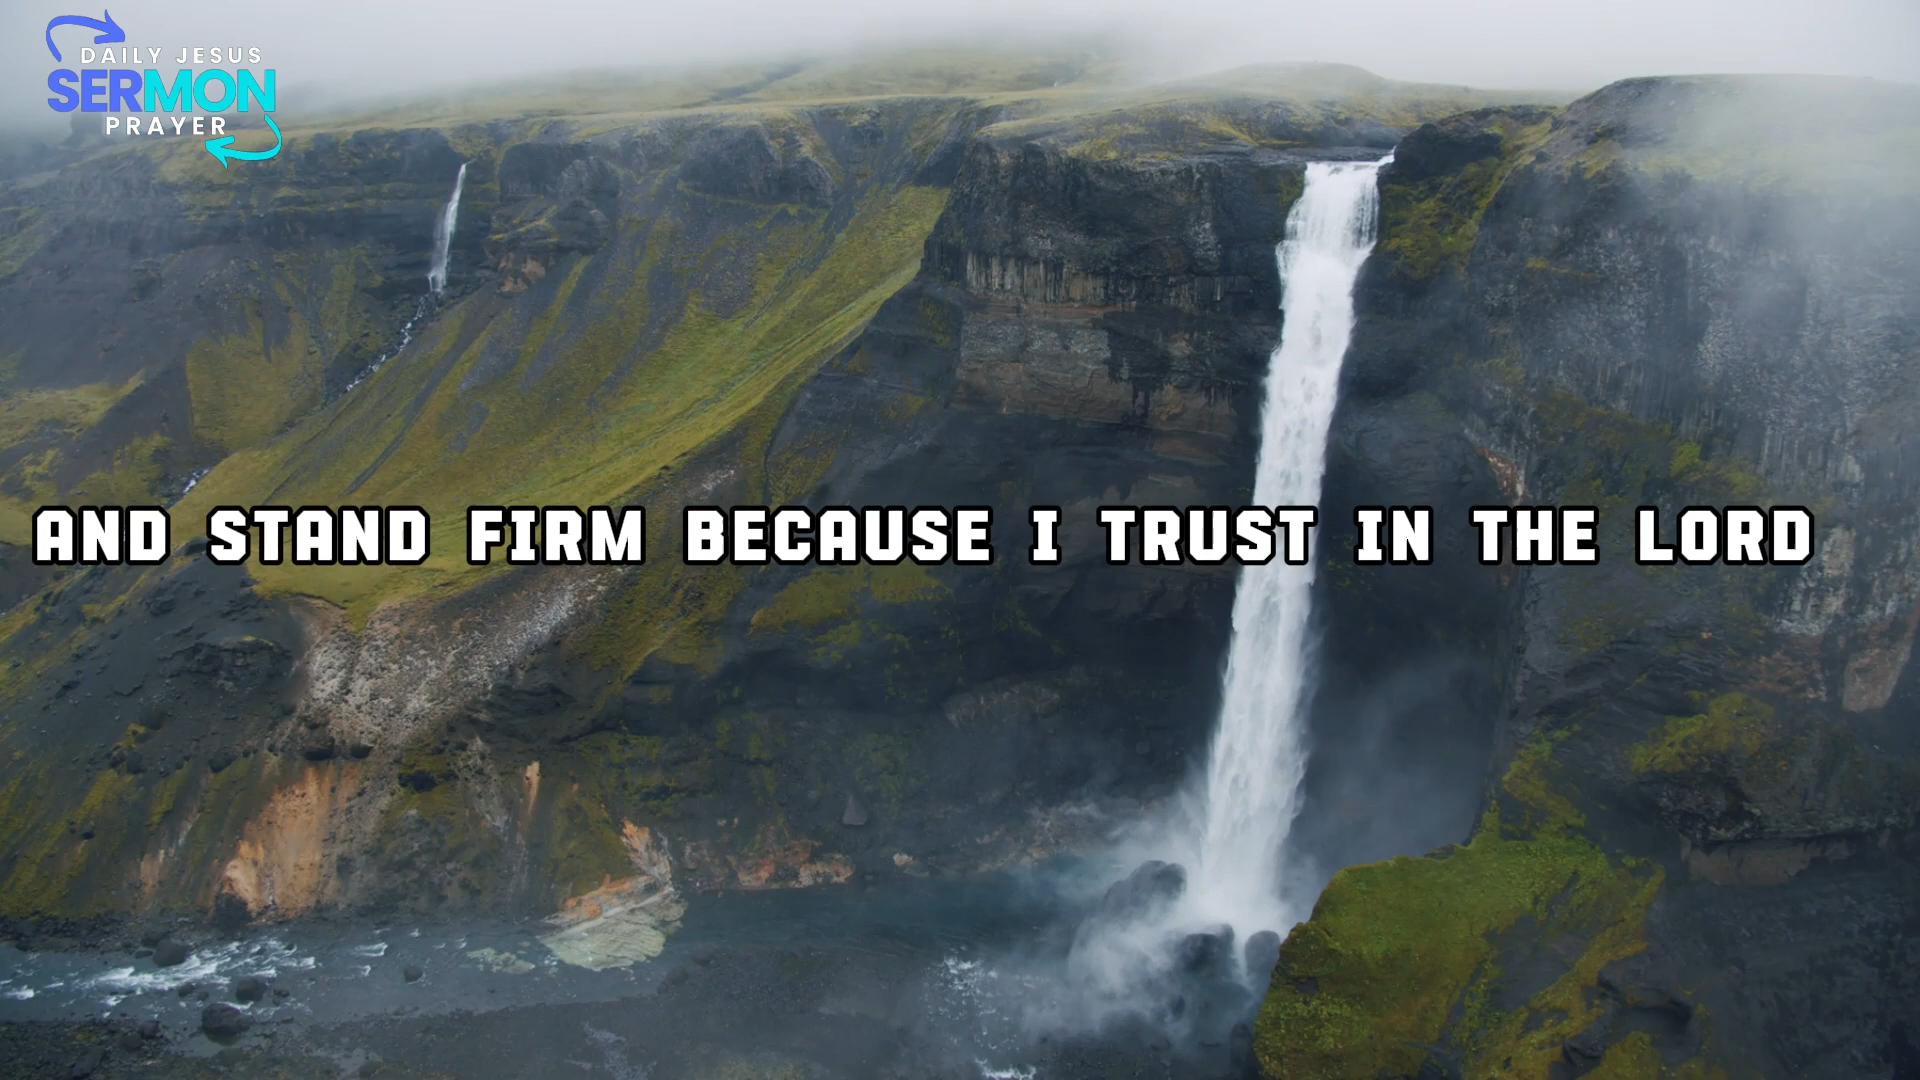 DAILY JESUS
SERMON
PRAYER
AND STAND FIRM BECAUSE I TRUST IN THE LORD